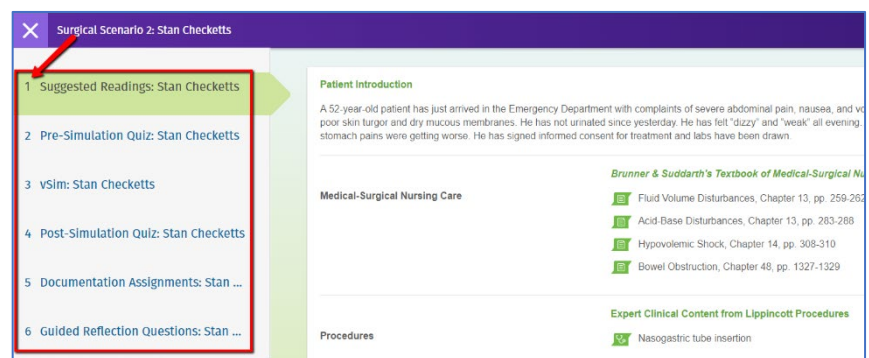 Surgical Scenario 2: Stan Checketts
1 Suggested Readings: Stan Checketts
2 Pre-Simulation Quiz: Stan Checketts
3 vSim: Stan Checketts
4 Post-Simulation Quiz: Stan Checketts
5 Documentation Assignments: Stan ...
6 Guided Reflection Questions: Stan ...
Patient Introduction
A 52-year-old patient has just arrived in the Emergency Department with complaints of severe abdominal pain, nausea, and
poor skin turgor and dry mucous membranes. He has not urinated since yesterday. He has felt "dizzy" and "weak" all evening.
stomach pains were getting worse. He has signed informed consent for treatment and labs have been drawn.
Medical-Surgical Nursing Care
Brunner & Suddarth's Textbook of Medical-Surgical
Fluid Volume Disturbances, Chapter 13, pp. 259-262
Acid-Base Disturbances, Chapter 13, pp. 283-288
Hypovolemic Shock, Chapter 14, pp. 308-310
Bowel Obstruction, Chapter 48, pp. 1327-1329
Procedures
Expert Clinical Content from Lippincott Procedures
Nasogastric tube insertion